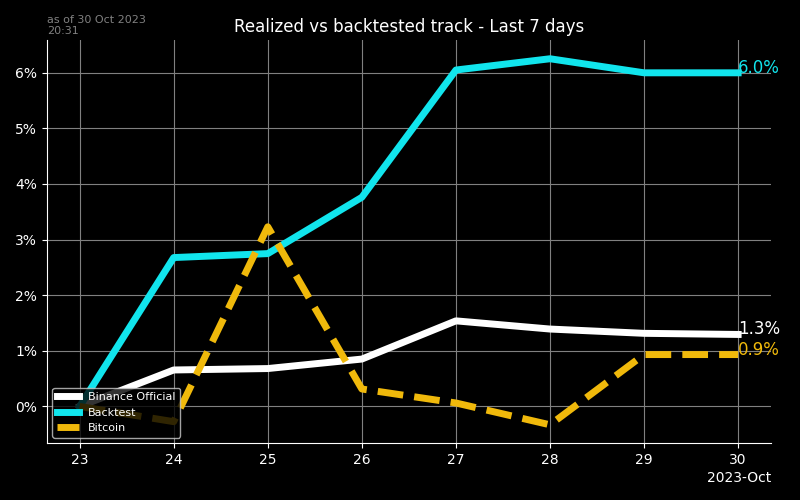 as of 30 Oct 2023
20:31
Realized vs backtested track - Last 7 days
6%
5%
4%
3%
2%
1%
0%
6.0%
1.3%
0.9%
Binance Official
Backtest
Bitcoin
23 24 25 26 27 28 29 30
2023-Oct